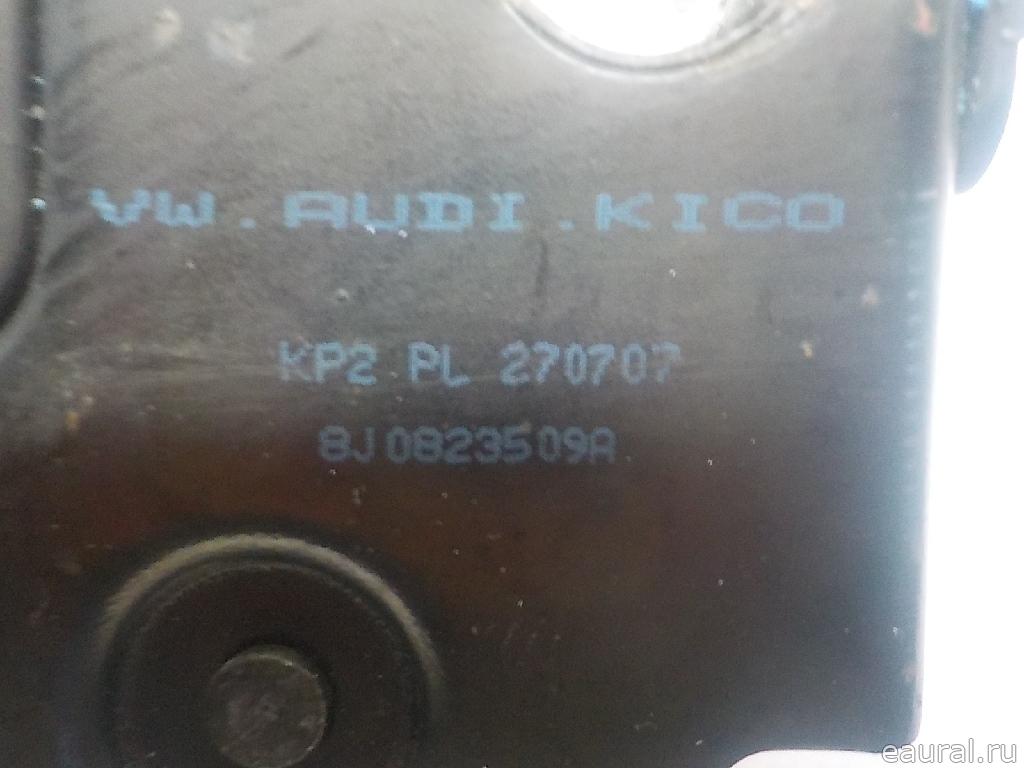 VW.AUDI.KICO
KP2 PL 270707
8J0823509A
eaural.ru